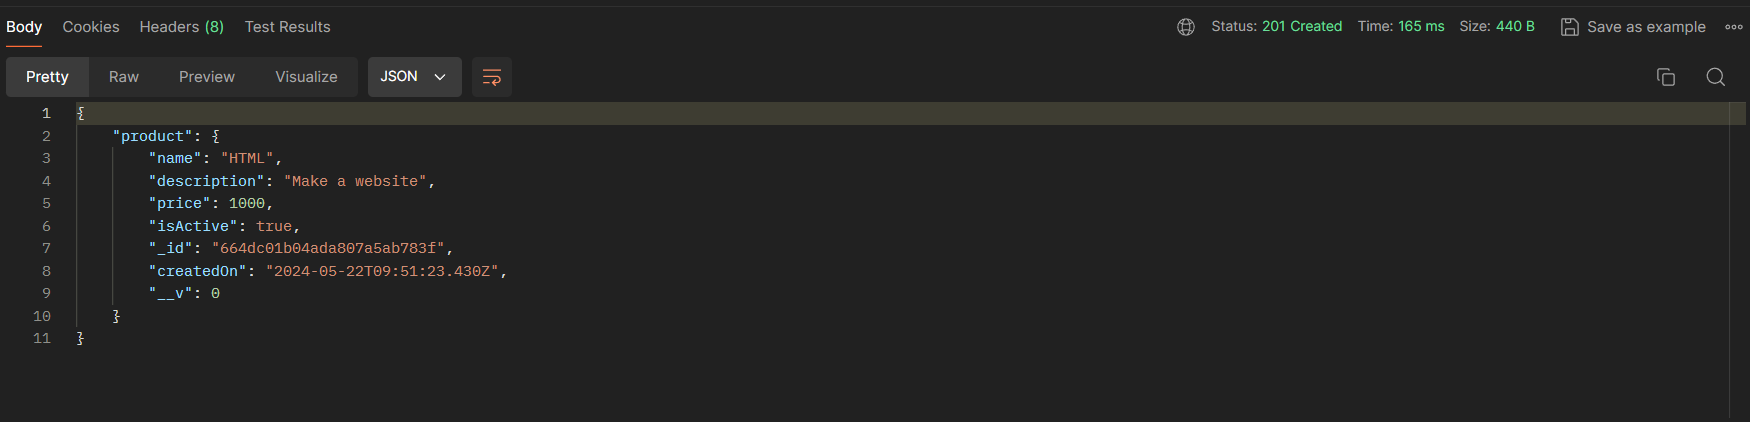 Body Cookies Headers (8) Test Results Status: 201 Created Time: 165 ms Size: 440 B Save as example
Pretty Raw Preview Visualize JSON
1 {
2 "product": {
3 "name": "HTML",
4 "description": "Make a website",
5 "price": 1000,
6 "isActive": true,
7 "_id": "664dc01b04ada807a5ab783f",
8 "createdOn": "2024-05-22T09:51:23.430Z",
9 "__v": 0
10 }
11 }